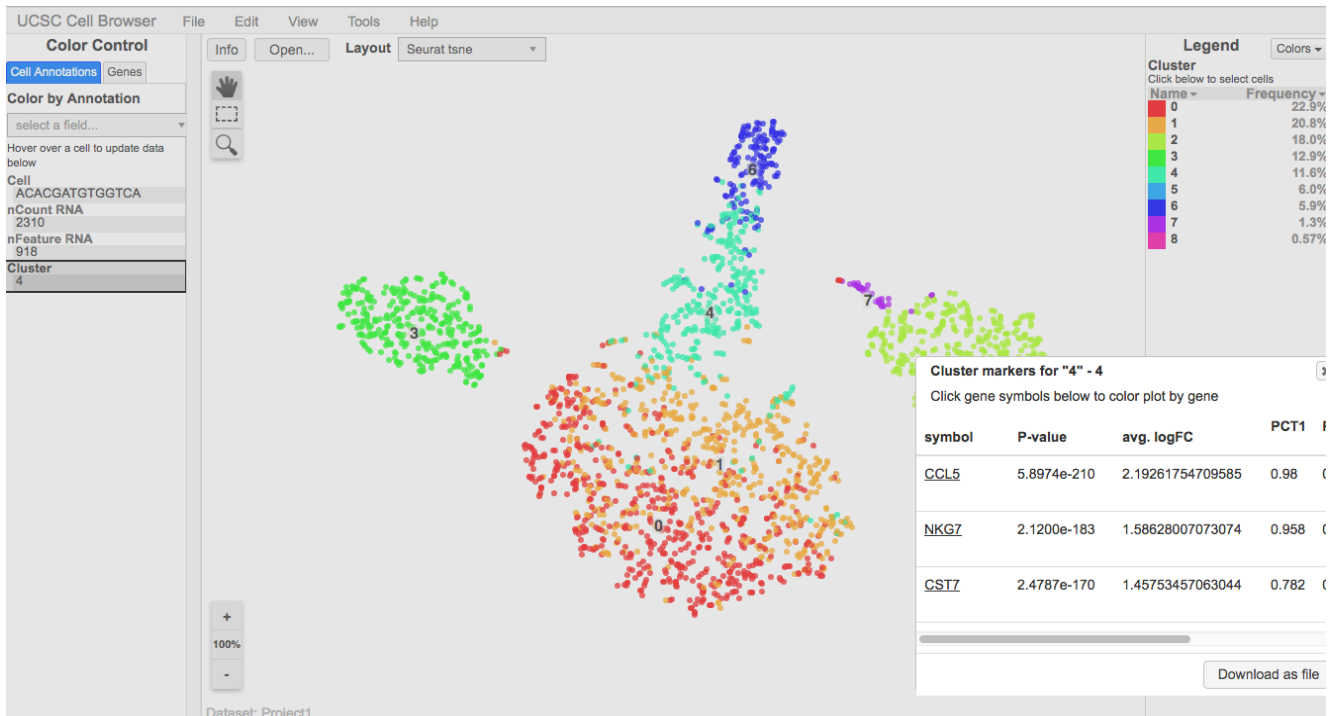 UCSC Cell Browser File Edit View Tools Help
Color Control
Cell Annotations Genes
Color by Annotation
select a field...
Hover over a cell to update data
below
Cell
ACACGATGTGGTCA
nCount RNA
2310
nFeature RNA
918
Cluster
4
Info Open... Layout Seurat tsne
6
3
4
7
1
0
+
100%
-
Dataset: Project1
Legend Colors
Cluster
Click below to select cells
Name Frequency
0 22.9%
1 20.8%
2 18.0%
3 12.9%
4 11.6%
5 6.0%
6 5.9%
7 1.3%
8 0.57%
Cluster markers for "4" - 4
Click gene symbols below to color plot by gene
symbol P-value avg. logFC PCT1
CCL5 5.8974e-210 2.19261754709585 0.98
NKG7 2.1200e-183 1.58628007073074 0.958
CST7 2.4787e-170 1.45753457063044 0.782
Download as file